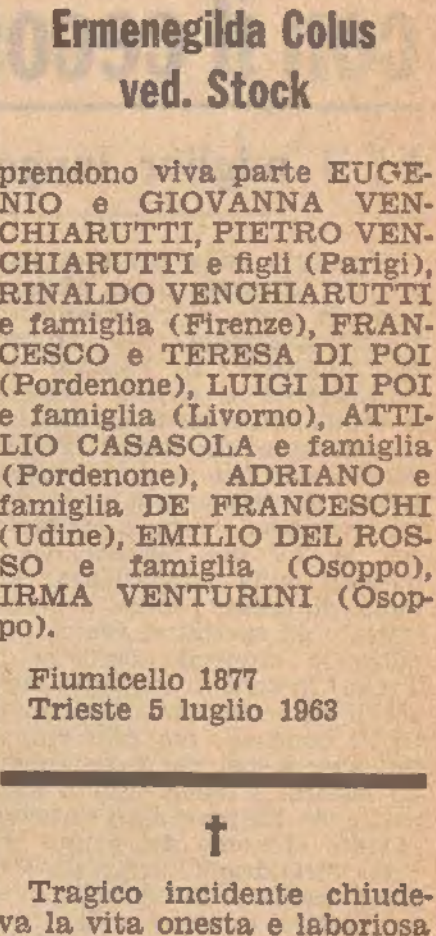 Ermenegilda Colus
ved. Stock
prendono viva parte EUGE-
NIO e GIOVANNA VEN-
CHIARUTTI, PIETRO VEN-
CHIARUTTI e figli (Parigi),
RINALDO VENCHIARUTTI
e famiglia (Firenze), FRAN-
CESCO e TERESA DI POI
(Pordenone), LUIGI DI POI
e famiglia (Livorno), ATTI-
LIO CASASOLA e famiglia
(Pordenone), ADRIANO e
famiglia DE FRANCESCHI
(Udine), EMILIO DEL ROS-
SO e famiglia (Osoppo),
IRMA VENTURINI (Osop-
po).
Fiumicello 1877
Trieste 5 luglio 1963
†
Tragico incidente chiude-
va la vita onesta e laboriosa